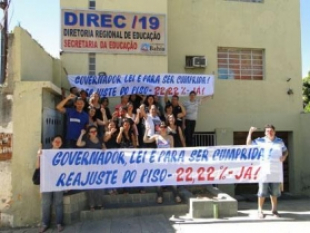 DIREC /19
DIRETORIA REGIONAL DE EDUCAÇÃO
SECRETARIA DA EDUCAÇÃO
GOVERNADOR, LEI É PARA SER CUMPRIDA!
REAJUSTE DO PISO - 22,22% - JÁ!
GOVERNADOR, LEI É PARA SER CUMPRIDA!
REAJUSTE DO PISO - 22,22% - JÁ!